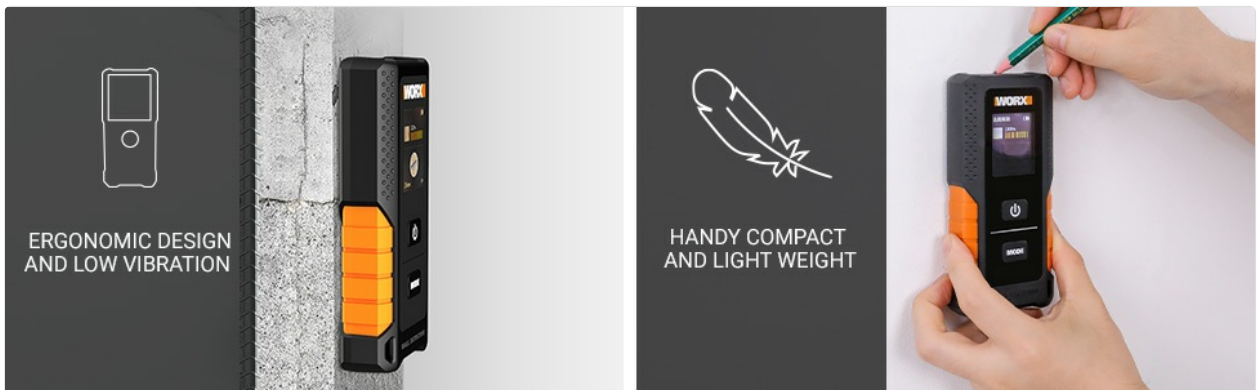 ERGONOMIC DESIGN
AND LOW VIBRATION
WORX
HANDY COMPACT
AND LIGHT WEIGHT
WORX
MODE